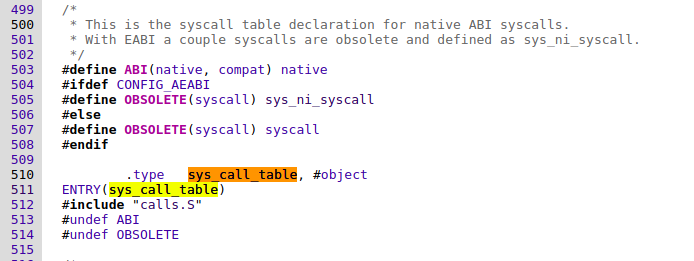 499 /*
500  * This is the syscall table declaration for native ABI syscalls.
501  * With EABI a couple syscalls are obsolete and defined as sys_ni_syscall.
502  */
503 #define ABI(native, compat) native
504 #ifdef CONFIG_AEABI
505 #define OBSOLETE(syscall) sys_ni_syscall
506 #else
507 #define OBSOLETE(syscall) syscall
508 #endif
509
510         .type   sys_call_table, #object
511 ENTRY(sys_call_table)
512 #include "calls.S"
513 #undef ABI
514 #undef OBSOLETE
515